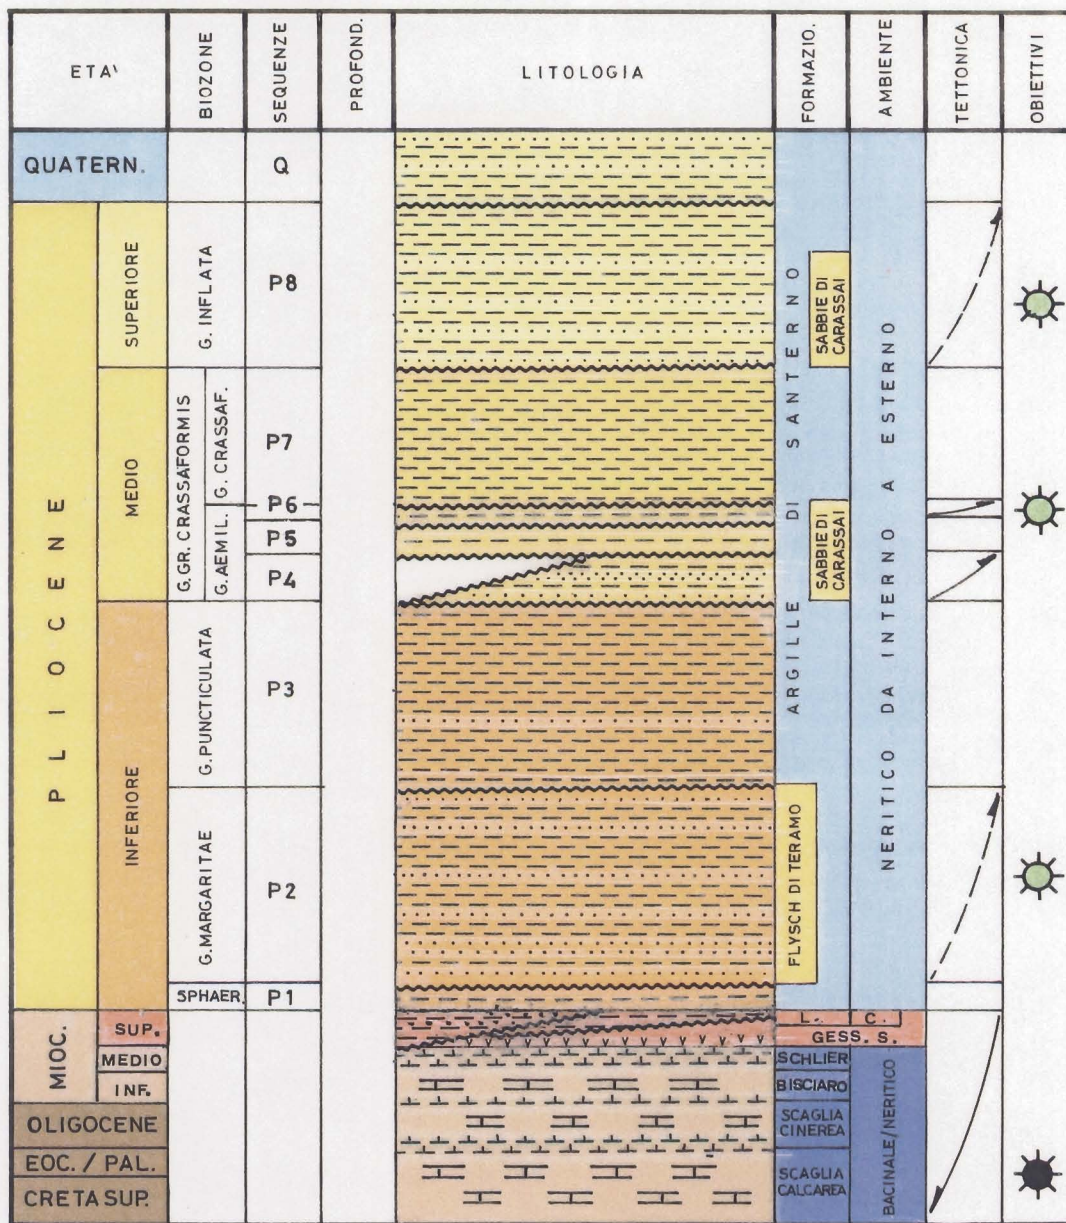 ETA'
BIOZONE
SEQUENZE
PROFOND.
LITOLOGIA
FORMAZIO.
AMBIENTE
TETTONICA
OBIETTIVI
QUATERN.
Q
PLIOCENE
SUPERIORE
G. INFLATA
P8
SABBIE DI
CARASSAI
MEDIO
G.GR. CRASSAFORMIS
G. CRASSAF.
P7
P6
G.AEMIL.
P5
P4
SABBIE DI
CARASSAI
ARGILLE DI SANTERNO
NERITICO DA INTERNO A ESTERNO
INFERIORE
G.PUNCTICULATA
P3
G.MARGARITAE
P2
FLYSCH DI TERAMO
SPHAER.
P1
MIOC.
SUP.
L.
C.
GESS. S.
MEDIO
SCHLIER
INF.
BISCIARO
BACINALE/NERITICO
OLIGOCENE
SCAGLIA
CINEREA
EOC. / PAL.
SCAGLIA
CALCAREA
CRETA SUP.